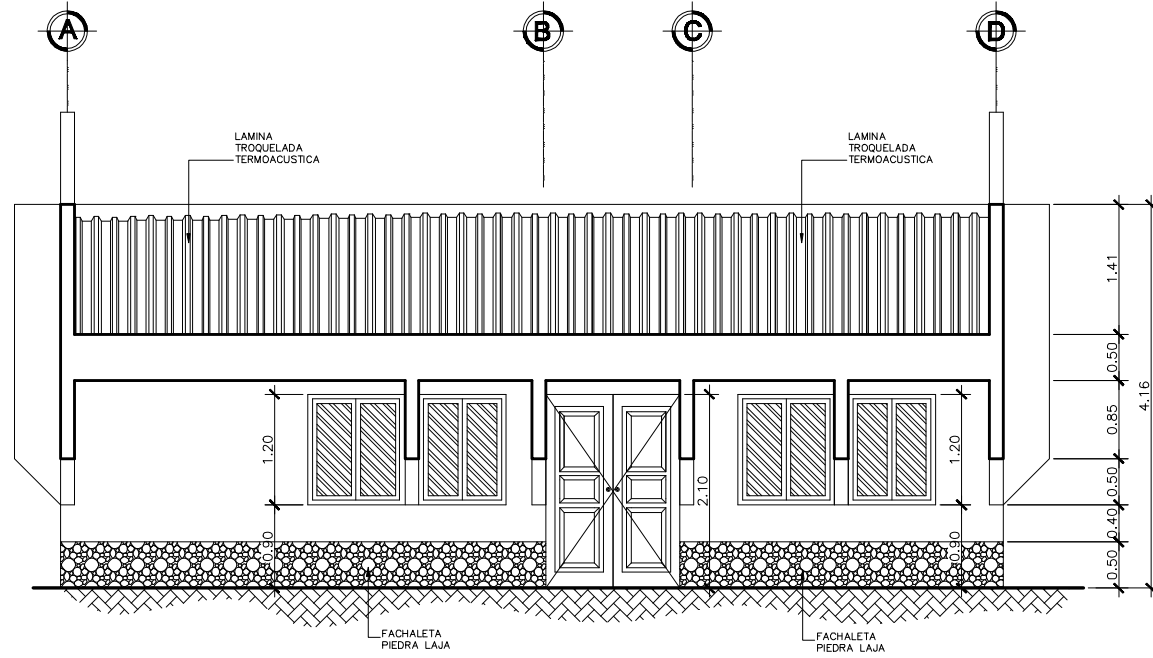 A
B
C
D
LAMINA
TROQUELADA
TERMOACUSTICA
LAMINA
TROQUELADA
TERMOACUSTICA
1.41
0.50
4.16
0.85
1.20
2.10
1.20
0.50
0.40
0.90
0.90
0.50
FACHALETA
PIEDRA LAJA
FACHALETA
PIEDRA LAJA